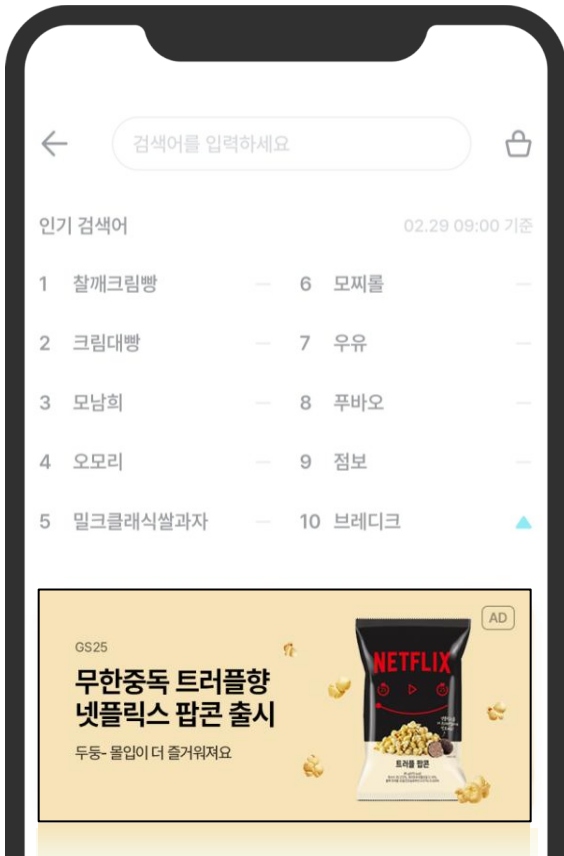 검색어를 입력하세요
인기 검색어 02.29 09:00 기준
1 찰깨크림빵
6 모찌롤
2 크림대빵
7 우유
3 모남희
8 푸바오
4 오모리
9 점보
5 밀크클래식쌀과자
10 브레디크
AD
GS25
무한중독 트러플향
넷플릭스 팝콘 출시
두둥- 몰입이 더 즐거워져요
NETFLIX
트러플 팝콘